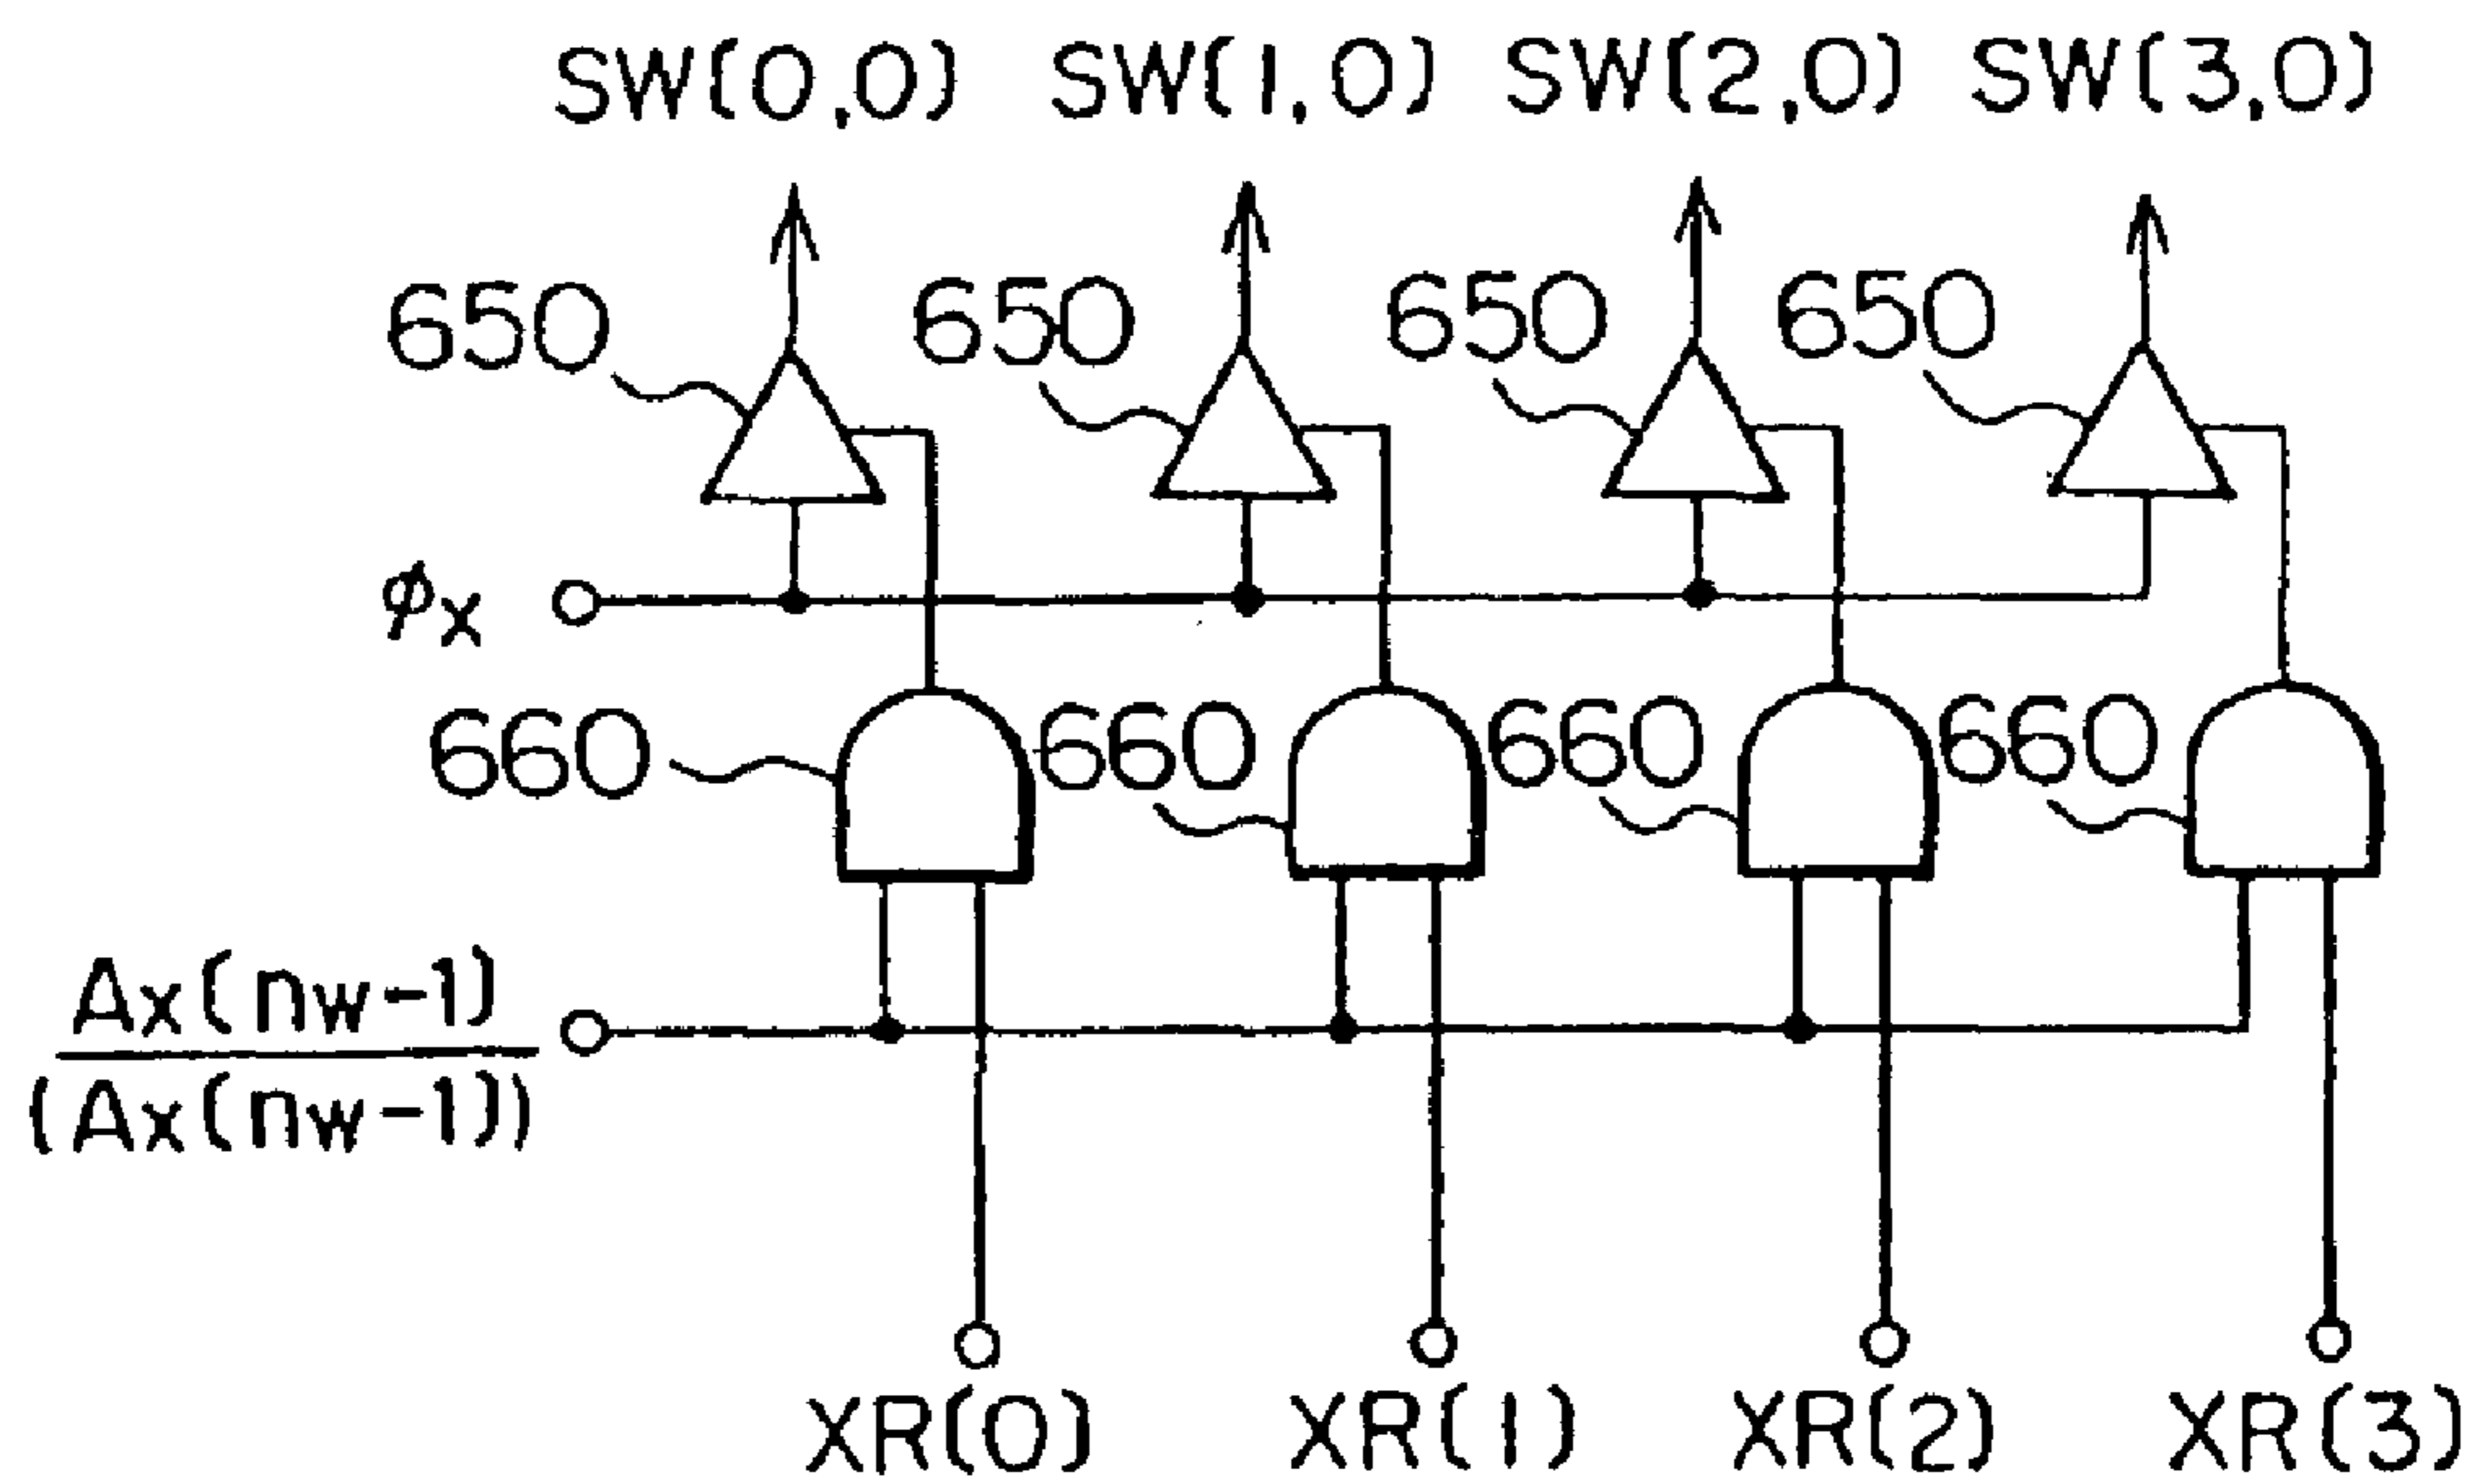 SW(0,0) SW(1,0) SW(2,0) SW(3,0)
650 650 650 650
φx
660 660 660 660
Ax(nw-1)
(Ax(nw-1))
XR(0) XR(1) XR(2) XR(3)